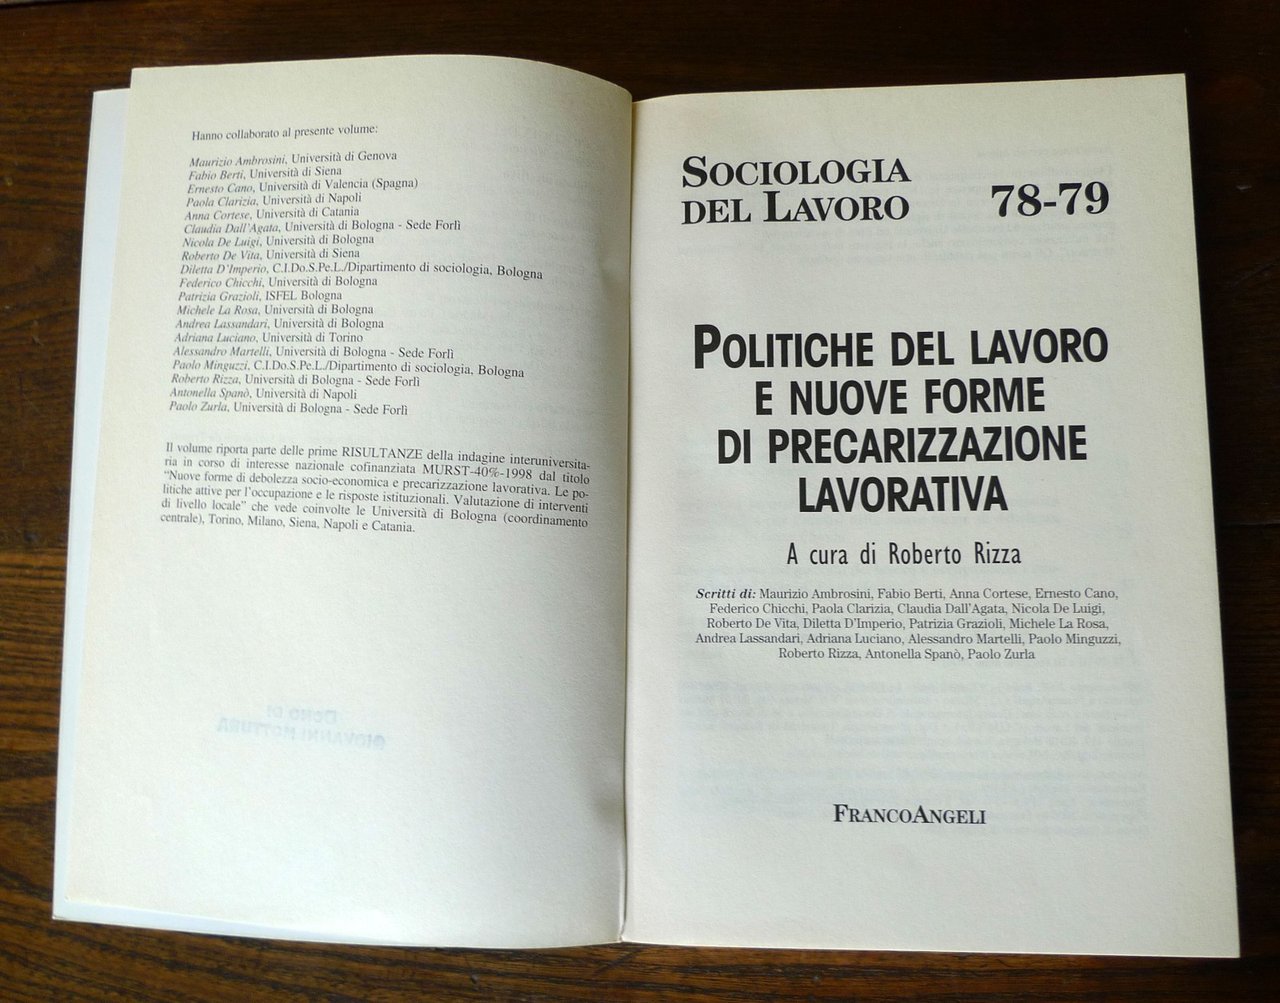 Hanno collaborato al presente volume:
Maurizio Ambrosini, Università di Genova
Fabio Berti, Università di Siena
Ernesto Cano, Università di Valencia (Spagna)
Paola Clarizia, Università di Napoli
Anna Cortese, Università di Catania
Claudia Dall'Agata, Università di Bologna - Sede Forlì
Nicola De Luigi, Università di Bologna
Roberto De Vita, Università di Siena
Diletta D'Imperio, C.I.Do.S.Pe.L./Dipartimento di sociologia, Bologna
Federico Chicchi, Università di Bologna
Patrizia Grazioli, ISFEL Bologna
Michele La Rosa, Università di Bologna
Andrea Lassandari, Università di Bologna
Adriana Luciano, Università di Torino
Alessandro Martelli, Università di Bologna - Sede Forlì
Paolo Minguzzi, C.I.Do.S.Pe.L./Dipartimento di sociologia, Bologna
Roberto Rizza, Università di Bologna - Sede Forlì
Antonella Spanò, Università di Napoli
Paolo Zurla, Università di Bologna - Sede Forlì
Il volume riporta parte delle prime RISULTANZE della indagine interuniversita-
ria in corso di interesse nazionale cofinanziata MURST-40%-1998 dal titolo
"Nuove forme di debolezza socio-economica e precarizzazione lavorativa. Le po-
litiche attive per l'occupazione e le risposte istituzionali. Valutazione di interventi
di livello locale" che vede coinvolte le Università di Bologna (coordinamento
centrale), Torino, Milano, Siena, Napoli e Catania.
DONO DI
GIOVANNI MOTTURA
SOCIOLOGIA
DEL LAVORO
78-79
POLITICHE DEL LAVORO
E NUOVE FORME
DI PRECARIZZAZIONE
LAVORATIVA
A cura di Roberto Rizza
Scritti di: Maurizio Ambrosini, Fabio Berti, Anna Cortese, Ernesto Cano,
Federico Chicchi, Paola Clarizia, Claudia Dall'Agata, Nicola De Luigi,
Roberto De Vita, Diletta D'Imperio, Patrizia Grazioli, Michele La Rosa,
Andrea Lassandari, Adriana Luciano, Alessandro Martelli, Paolo Minguzzi,
Roberto Rizza, Antonella Spanò, Paolo Zurla
FRANCOANGELI